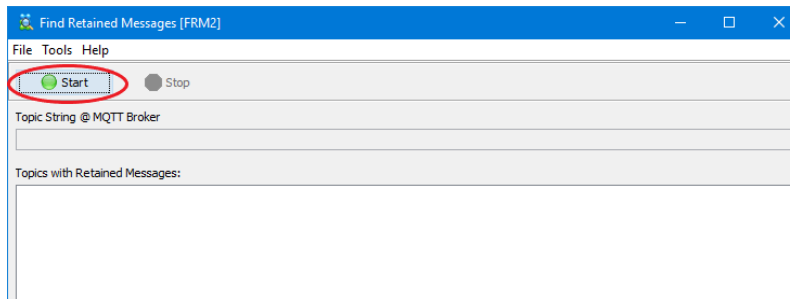 Find Retained Messages [FRM2]
File Tools Help
Start Stop
Topic String @ MQTT Broker
Topics with Retained Messages: